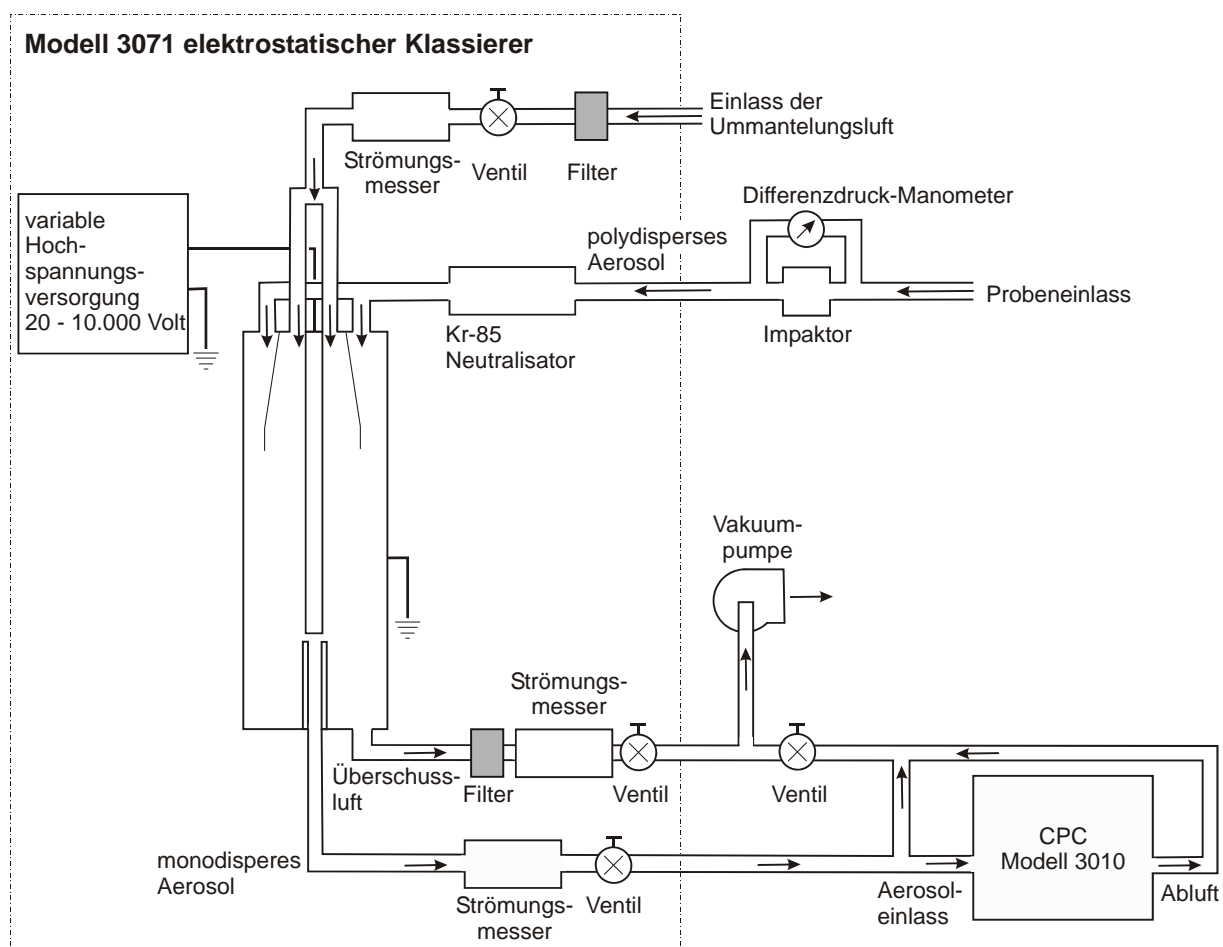 Modell 3071 elektrostatischer Klassierer
Einlass der
Ummantelungsluft
Strömungs-
messer
Ventil
Filter
Differenzdruck-Manometer
variable
Hoch-
spannungs-
versorgung
20 - 10.000 Volt
polydisperses
Aerosol
Probeneinlass
Kr-85
Neutralisator
Impaktor
Vakuum-
pumpe
Strömungs-
messer
Überschuss-
luft
Filter
Ventil
Ventil
CPC
Modell 3010
monodisperes
Aerosol
Strömungs-
messer
Ventil
Aerosol-
einlass
Abluft